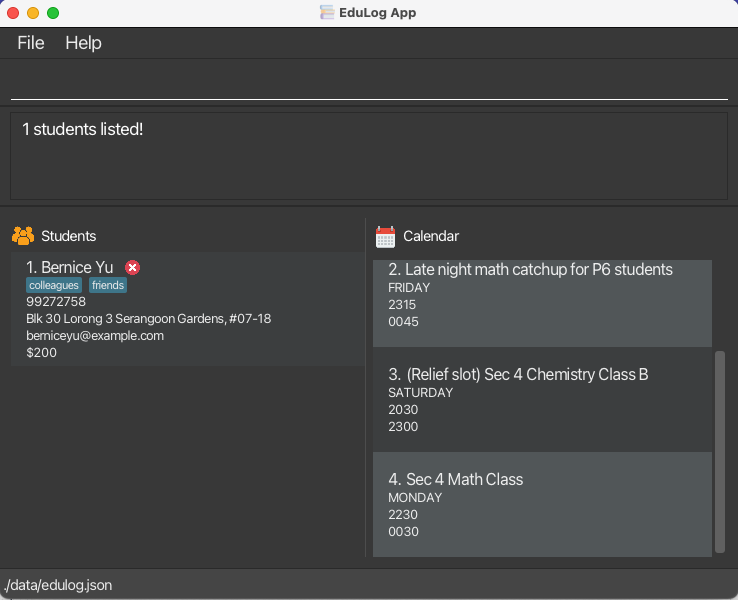 EduLog App
File Help
1 students listed!
Students
1. Bernice Yu
colleagues friends
99272758
Blk 30 Lorong 3 Serangoon Gardens, #07-18
berniceyu@example.com
$200
Calendar
2. Late night math catchup for P6 students
FRIDAY
2315
0045
3. (Relief slot) Sec 4 Chemistry Class B
SATURDAY
2030
2300
4. Sec 4 Math Class
MONDAY
2230
0030
./data/edulog.json